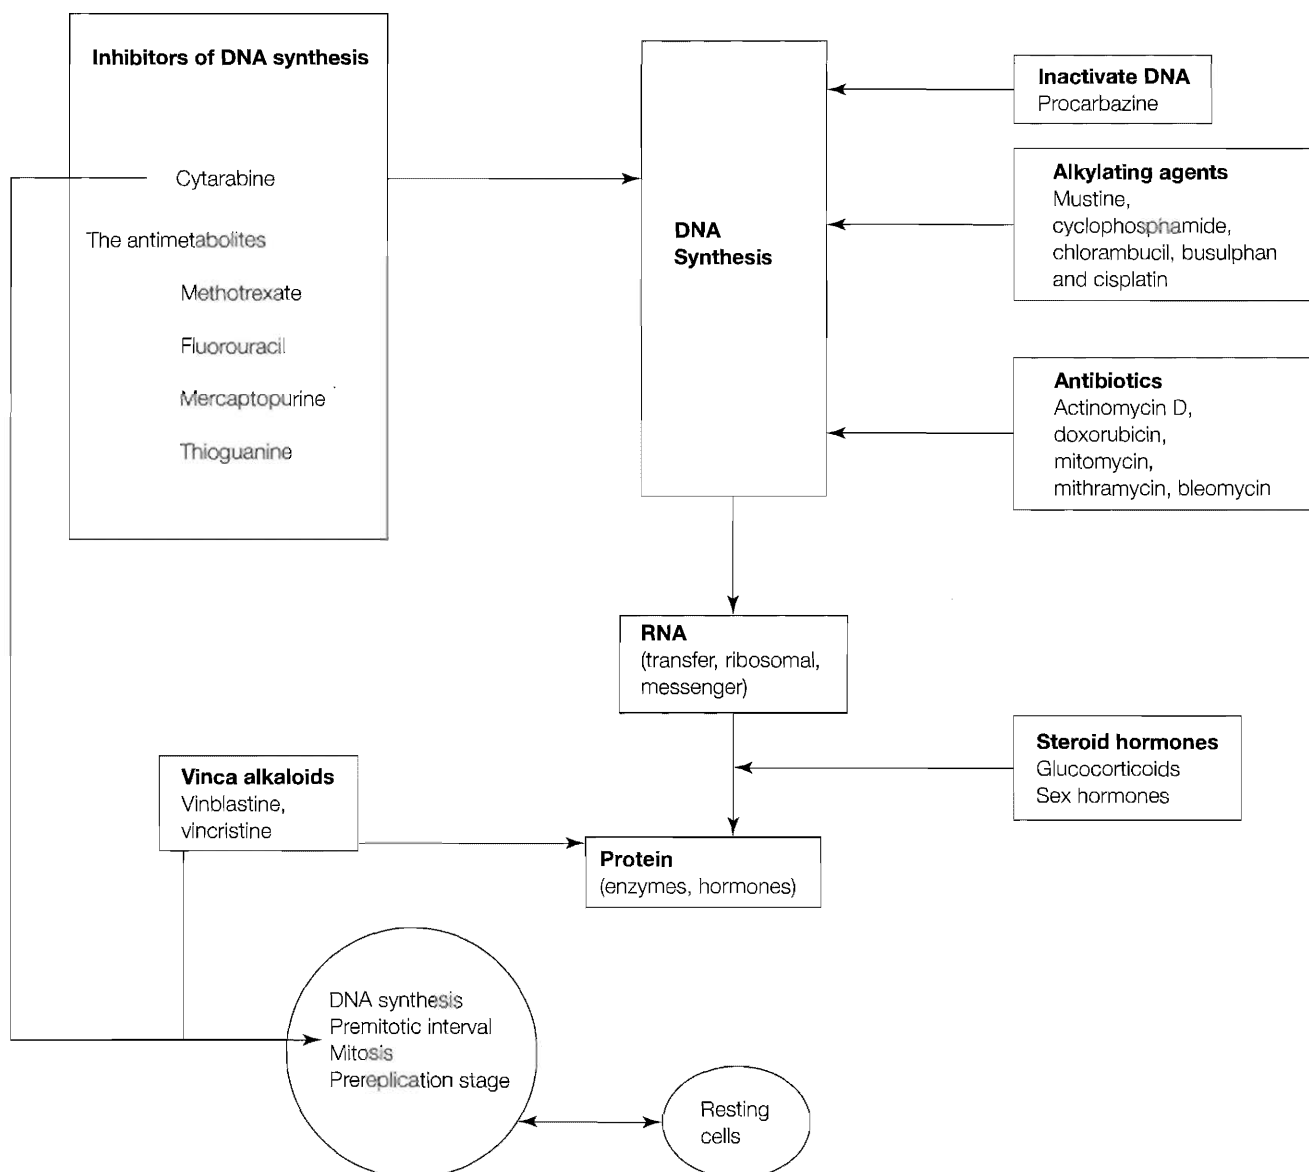 Inhibitors of DNA synthesis
Cytarabine
The antimetabolites
Methotrexate
Fluorouracil
Mercaptopurine
Thioguanine
DNA
Synthesis
Inactivate DNA
Procarbazine
Alkylating agents
Mustine,
cyclophosphamide,
chlorambucil, busulphan
and cisplatin
Antibiotics
Actinomycin D,
doxorubicin,
mitomycin,
mithramycin, bleomycin
RNA
(transfer, ribosomal,
messenger)
Steroid hormones
Glucocorticoids
Sex hormones
Vinca alkaloids
Vinblastine,
vincristine
Protein
(enzymes, hormones)
DNA synthesis
Premitotic interval
Mitosis
Prereplication stage
Resting
cells